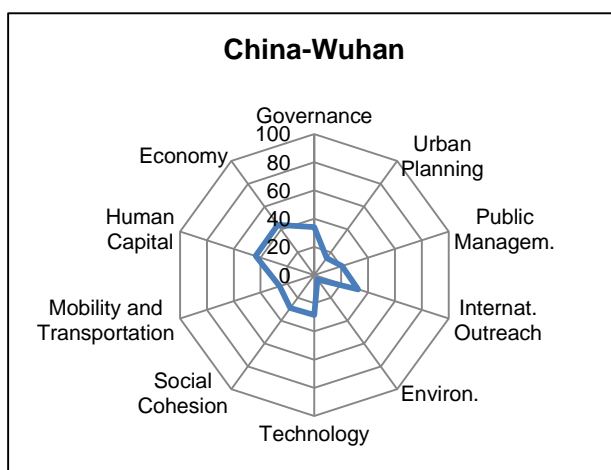 China-Wuhan
Governance
Urban
Planning
Public
Managem.
Internat.
Outreach
Environ.
Technology
Social
Cohesion
Mobility and
Transportation
Human
Capital
Economy
100
80
60
40
20
0